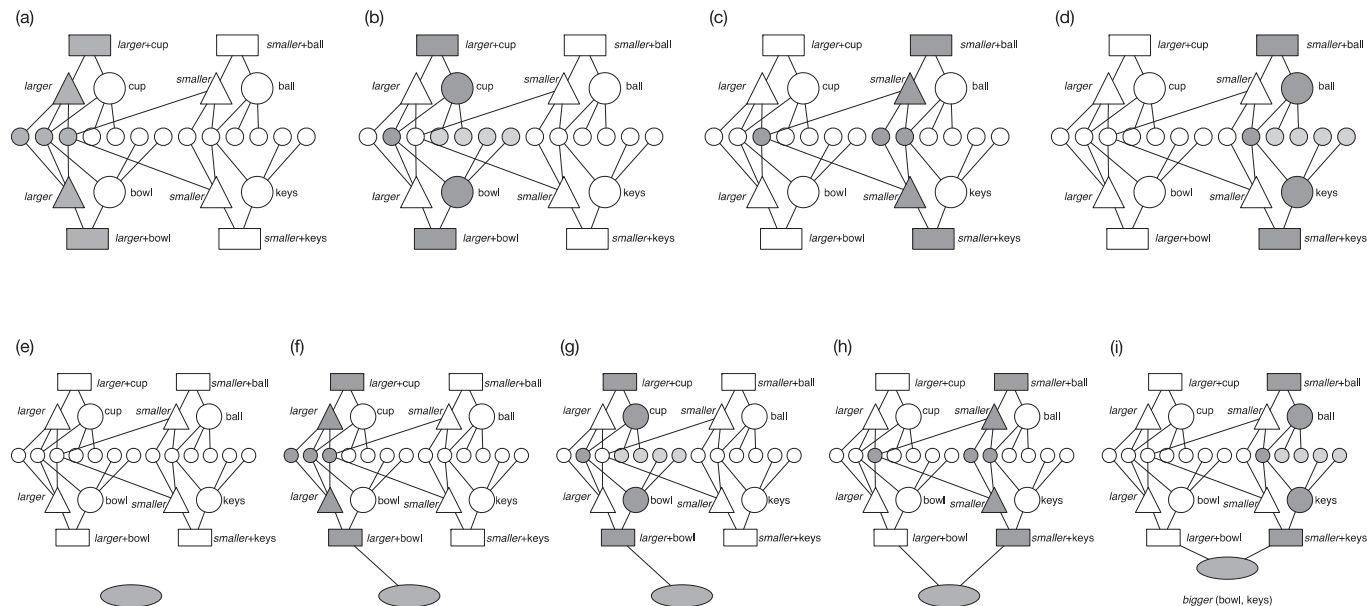 (a)
(b)
(c)
(d)
larger+cup
smaller+ball
larger+cup
smaller+ball
larger+cup
smaller+ball
larger+cup
smaller+ball
larger
cup
smaller
ball
larger
cup
smaller
ball
larger
cup
smaller
ball
larger
cup
smaller
ball
larger
bowl
smaller
keys
larger
bowl
smaller
keys
larger
bowl
smaller
keys
larger
bowl
smaller
keys
larger+bowl
smaller+keys
larger+bowl
smaller+keys
larger+bowl
smaller+keys
larger+bowl
smaller+keys
(e)
(f)
(g)
(h)
(i)
larger+cup
smaller+ball
larger+cup
smaller+ball
larger+cup
smaller+ball
larger+cup
smaller+ball
larger+cup
smaller+ball
larger
cup
smaller
ball
larger
cup
smaller
ball
larger
cup
smaller
ball
larger
cup
smaller
ball
larger
cup
smaller
ball
larger
bowl
smaller
keys
larger
bowl
smaller
keys
larger
bowl
smaller
keys
larger
bowl
smaller
keys
larger
bowl
smaller
keys
larger+bowl
smaller+keys
larger+bowl
smaller+keys
larger+bowl
smaller+keys
larger+bowl
smaller+keys
larger+bowl
smaller+keys
bigger (bowl, keys)